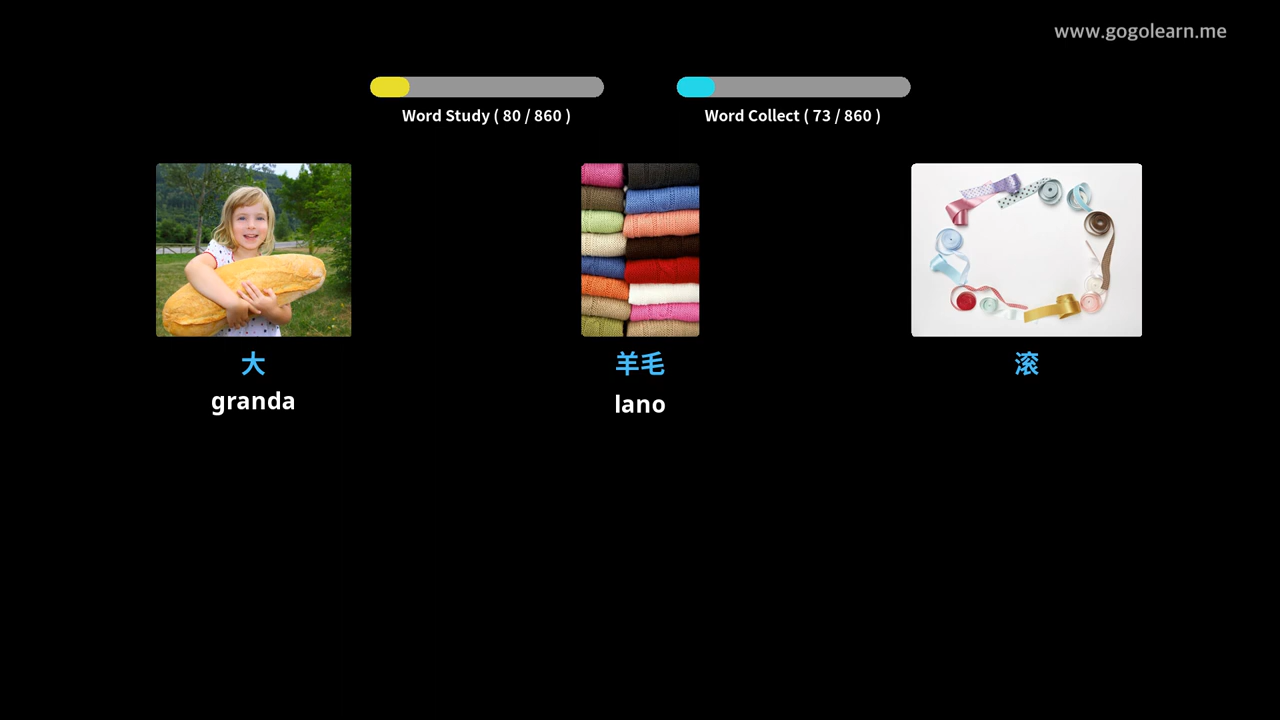 www.gogolearn.me
Word Study ( 80 / 860 )
Word Collect ( 73 / 860 )
大
羊毛
滚
granda
lano